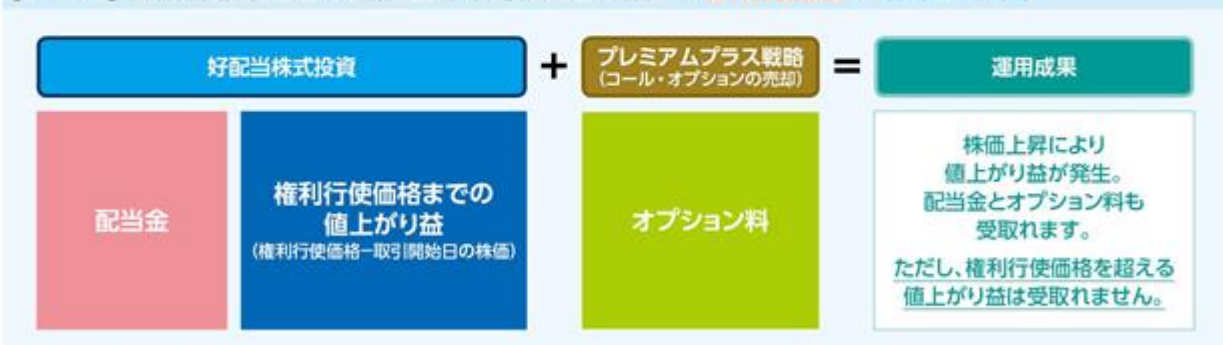 好配当株式投資
+
プレミアムプラス戦略
(コール・オプションの売却)
=
運用成果
配当金
権利行使価格までの
値上がり益
(権利行使価格ー取引開始日の株価)
オプション料
株価上昇により
値上がり益が発生。
配当金とオプション料も
受取れます。
ただし、権利行使価格を超える
値上がり益は受取れません。